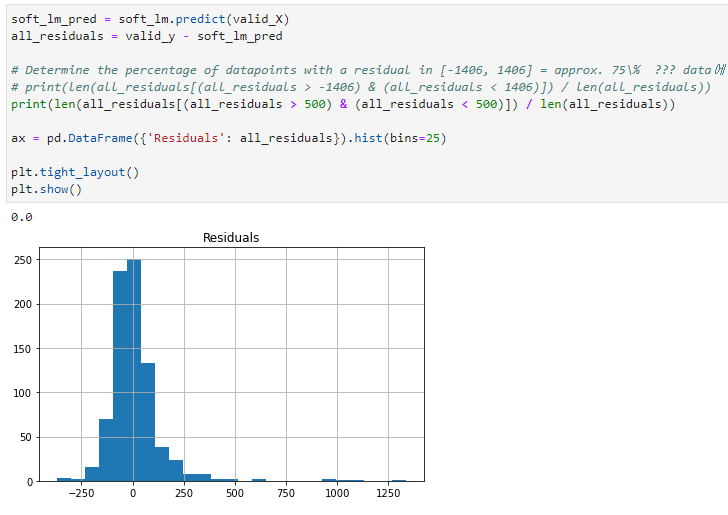 soft_lm_pred = soft_lm.predict(valid_X)
all_residuals = valid_y - soft_lm_pred
# Determine the percentage of datapoints with a residual in [-1406, 1406] = approx. 75\% ??? data
# print(len(all_residuals[(all_residuals > -1406) & (all_residuals < 1406)]) / len(all_residuals))
print(len(all_residuals[(all_residuals > 500) & (all_residuals < 500)]) / len(all_residuals))
ax = pd.DataFrame({'Residuals': all_residuals}).hist(bins=25)
plt.tight_layout()
plt.show()
0.0
Residuals
250
200
150
100
50
0
−250 0 250 500 750 1000 1250